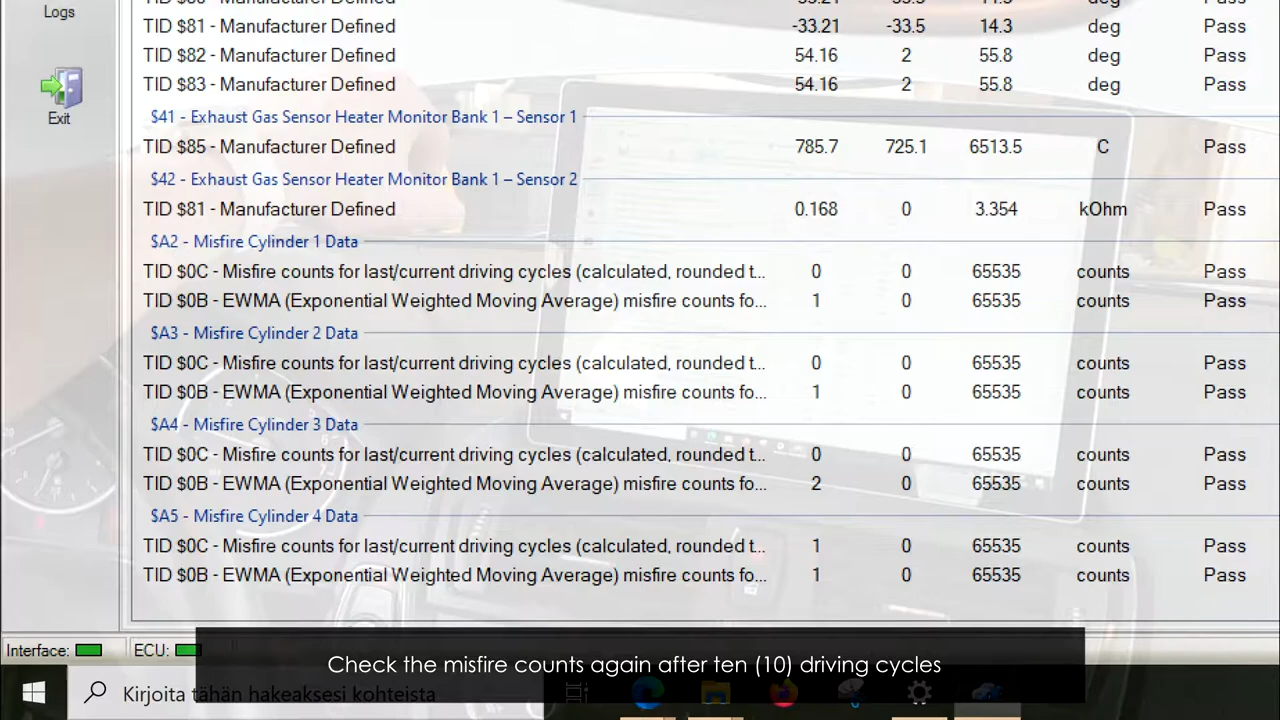 Logs
TID $81 - Manufacturer Defined -33.21 -33.5 14.3 deg Pass
TID $82 - Manufacturer Defined 54.16 2 55.8 deg Pass
TID $83 - Manufacturer Defined 54.16 2 55.8 deg Pass
Exit
$41 - Exhaust Gas Sensor Heater Monitor Bank 1 – Sensor 1
TID $85 - Manufacturer Defined 785.7 725.1 6513.5 C Pass
$42 - Exhaust Gas Sensor Heater Monitor Bank 1 – Sensor 2
TID $81 - Manufacturer Defined 0.168 0 3.354 kOhm Pass
$A2 - Misfire Cylinder 1 Data
TID $0C - Misfire counts for last/current driving cycles (calculated, rounded t... 0 0 65535 counts Pass
TID $0B - EWMA (Exponential Weighted Moving Average) misfire counts fo... 1 0 65535 counts Pass
$A3 - Misfire Cylinder 2 Data
TID $0C - Misfire counts for last/current driving cycles (calculated, rounded t... 0 0 65535 counts Pass
TID $0B - EWMA (Exponential Weighted Moving Average) misfire counts fo... 1 0 65535 counts Pass
$A4 - Misfire Cylinder 3 Data
TID $0C - Misfire counts for last/current driving cycles (calculated, rounded t... 0 0 65535 counts Pass
TID $0B - EWMA (Exponential Weighted Moving Average) misfire counts fo... 2 0 65535 counts Pass
$A5 - Misfire Cylinder 4 Data
TID $0C - Misfire counts for last/current driving cycles (calculated, rounded t... 1 0 65535 counts Pass
TID $0B - EWMA (Exponential Weighted Moving Average) misfire counts fo... 1 0 65535 counts Pass
Interface: ECU:
Check the misfire counts again after ten (10) driving cycles
Kirjoita tähän hakeaksesi kohteista